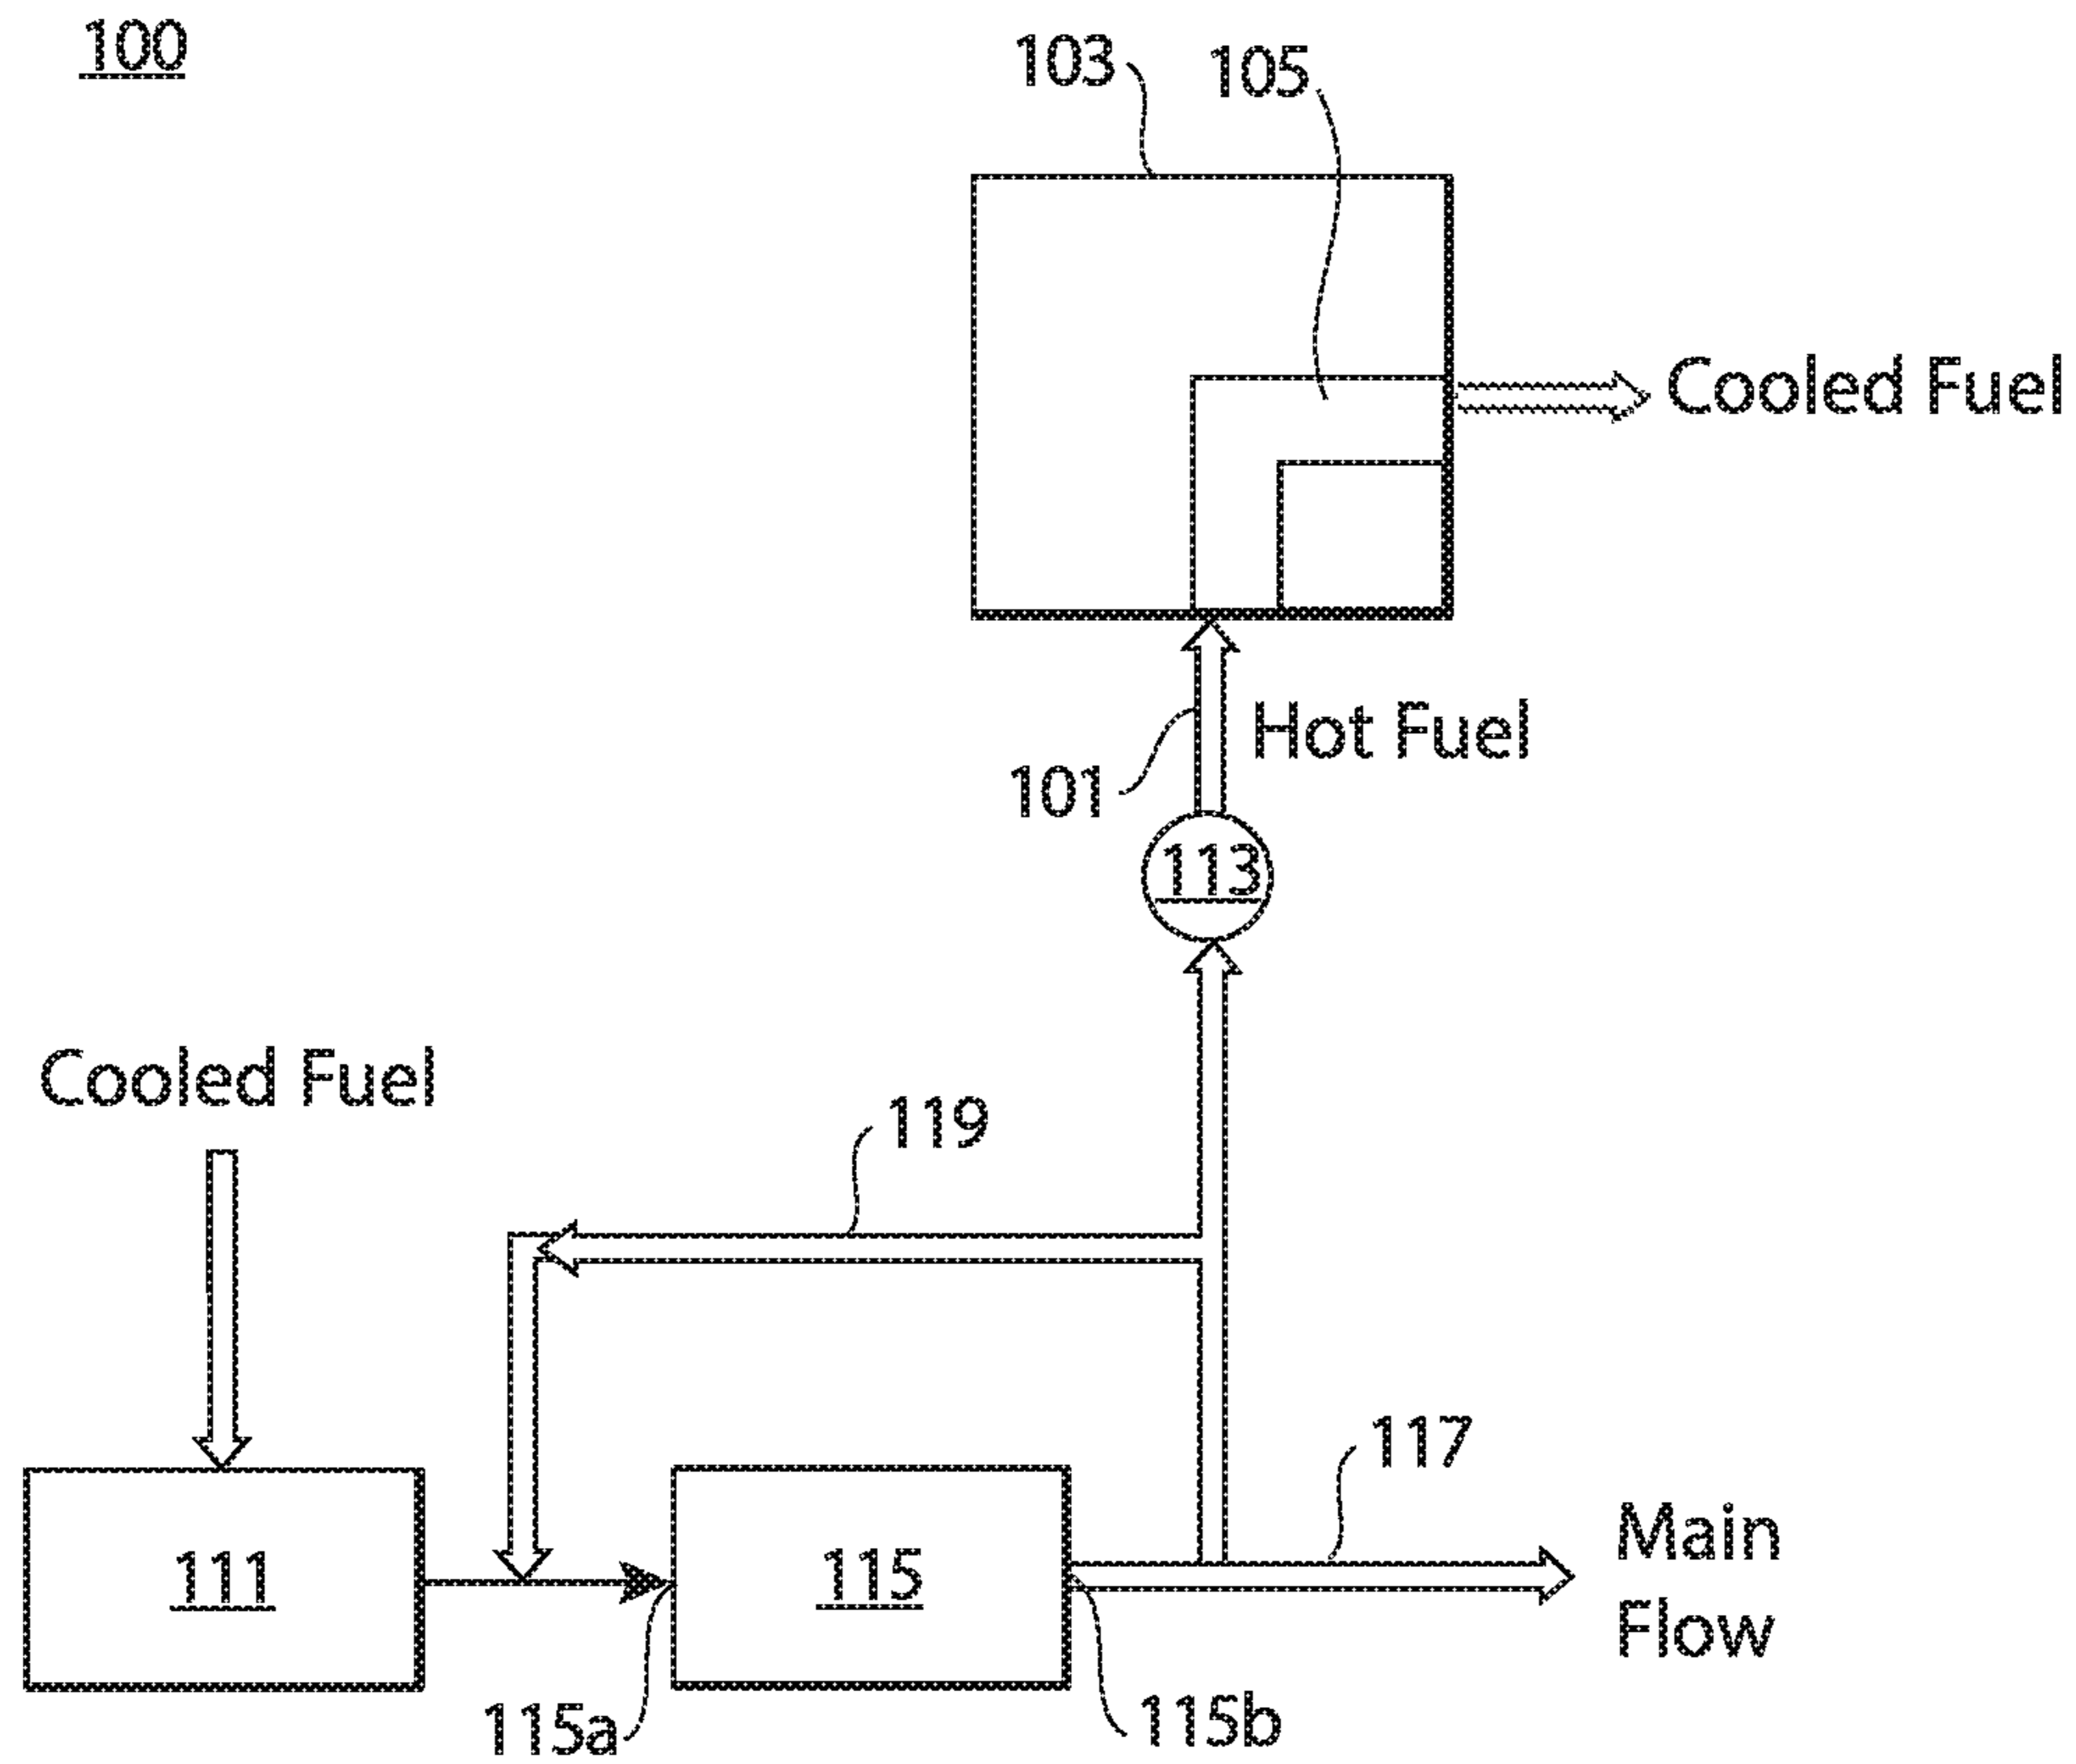 100
103
105
Cooled Fuel
Hot Fuel
101
113
Cooled Fuel
119
117
Main
Flow
111
115
115a
115b